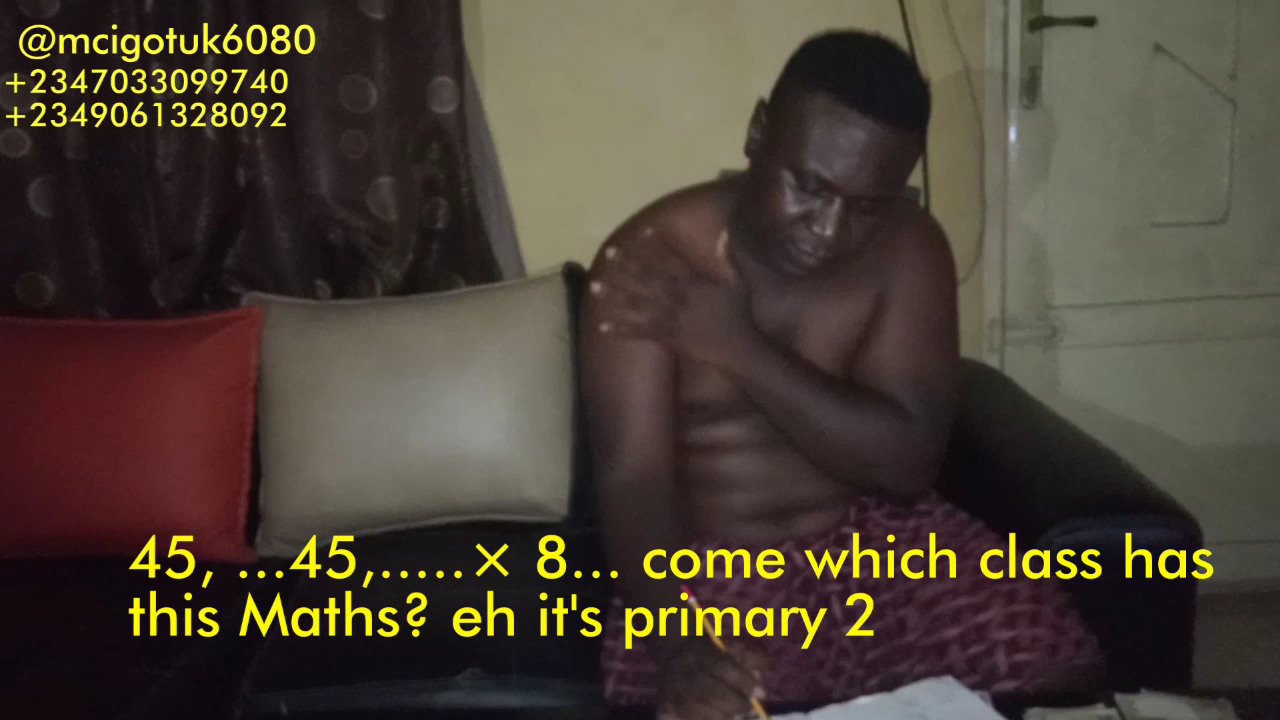 @mcigotuk6080
+2347033099740
+2349061328092
45, ...45,.....× 8... come which class has
this Maths? eh it's primary 2